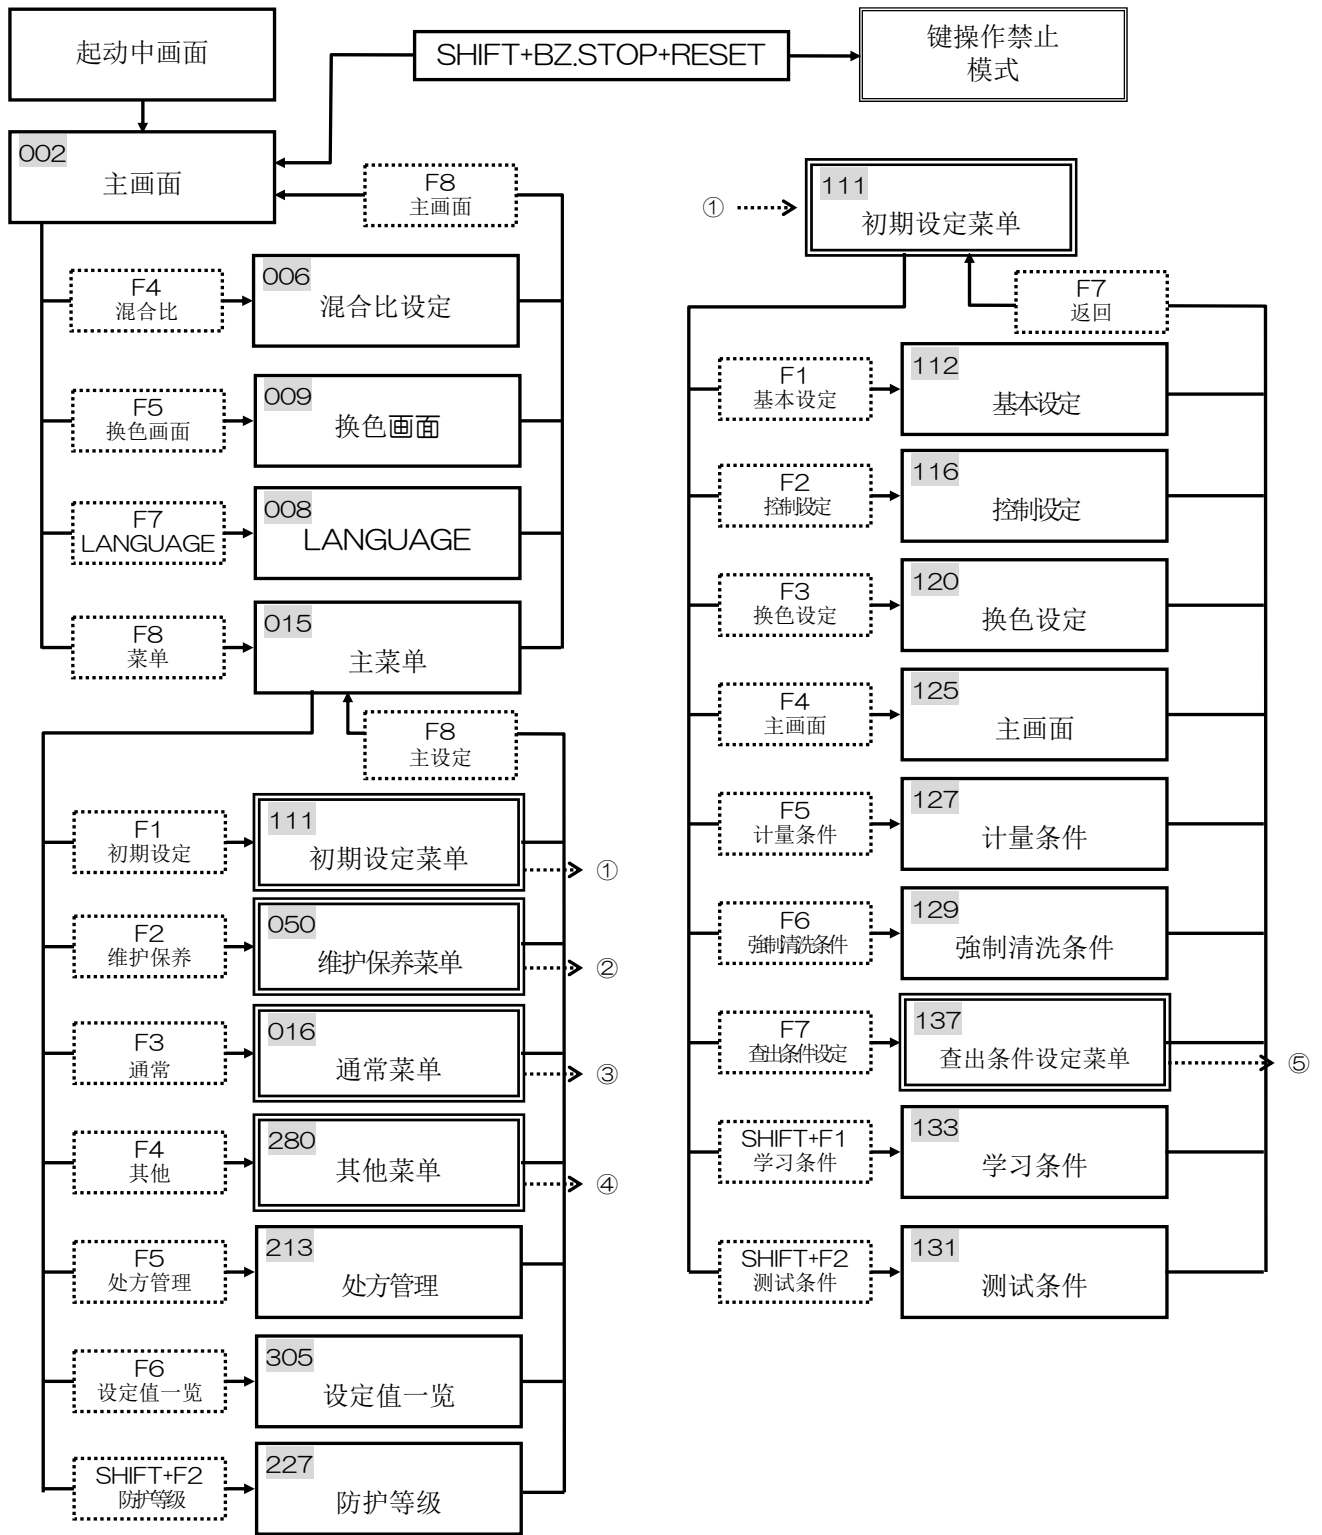 起动中画面
SHIFT+BZ.STOP+RESET
键操作禁止
模式
002
主画面
F8
主画面
F4
混合比
006
混合比设定
F5
换色画面
009
换色画面
F7
LANGUAGE
008
LANGUAGE
F8
菜单
015
主菜单
F8
主设定
F1
初期设定
111
初期设定菜单
①
F2
维护保养
050
维护保养菜单
②
F3
通常
016
通常菜单
③
F4
其他
280
其他菜单
④
F5
处方管理
213
处方管理
F6
设定值一览
305
设定值一览
SHIFT+F2
防护等级
227
防护等级
①
111
初期设定菜单
F7
返回
F1
基本设定
112
基本设定
F2
控制设定
116
控制设定
F3
换色设定
120
换色设定
F4
主画面
125
主画面
F5
计量条件
127
计量条件
F6
強制清洗条件
129
強制清洗条件
F7
查出条件设定
137
查出条件设定菜单
⑤
SHIFT+F1
学习条件
133
学习条件
SHIFT+F2
测试条件
131
测试条件